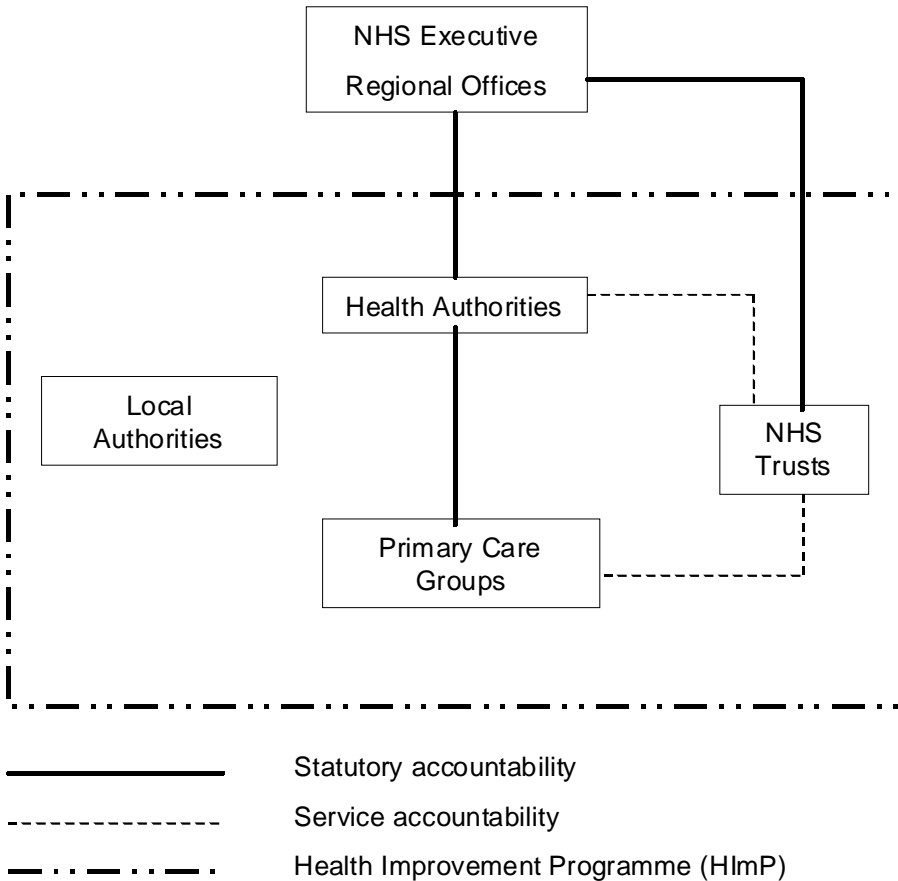 NHS Executive
Regional Offices
Health Authorities
Local
Authorities
NHS
Trusts
Primary Care
Groups
Statutory accountability
Service accountability
Health Improvement Programme (HImP)